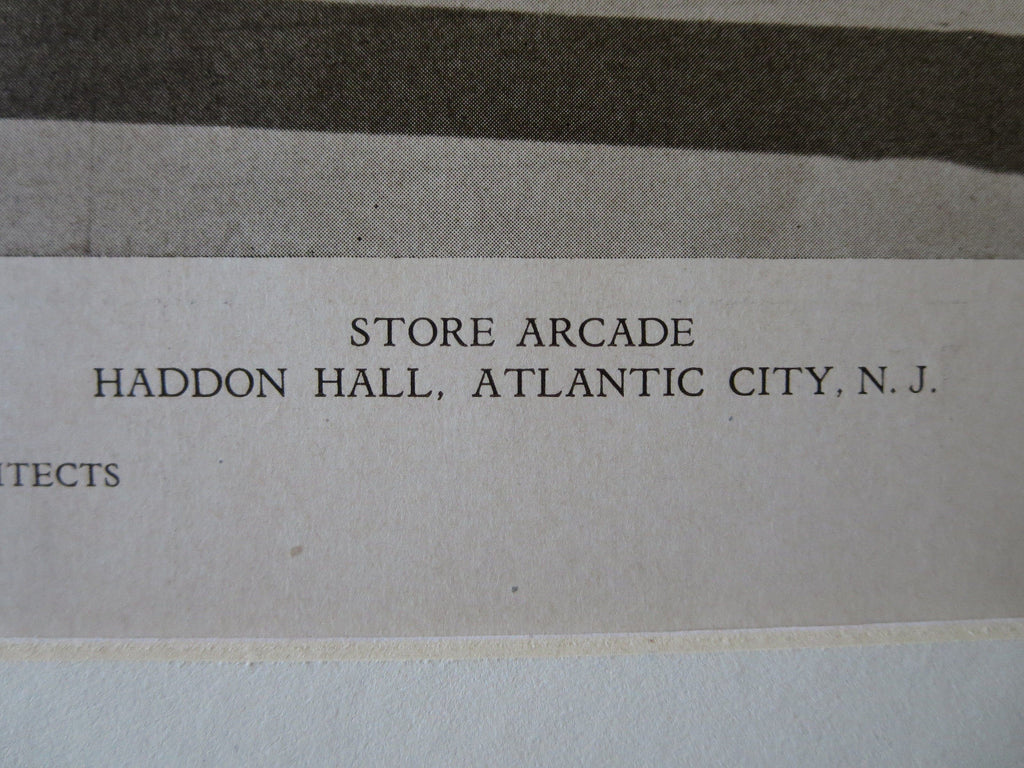 STORE ARCADE
HADDON HALL, ATLANTIC CITY, N. J.
ITECTS